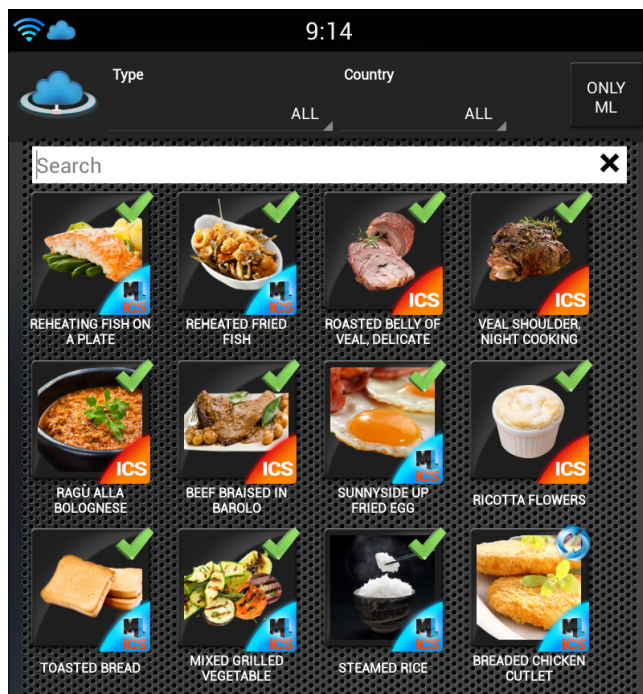 9:14
Type
Country
ALL
ALL
ONLY
ML
Search
ML
ICS
ML
ICS
ICS
ICS
REHEATING FISH ON
A PLATE
REHEATED FRIED
FISH
ROASTED BELLY OF
VEAL, DELICATE
VEAL SHOULDER,
NIGHT COOKING
ICS
ICS
ML
ICS
ICS
RAGÙ ALLA
BOLOGNESE
BEEF BRAISED IN
BAROLO
SUNNYSIDE UP
FRIED EGG
RICOTTA FLOWERS
ML
ICS
ML
ICS
ML
ICS
ML
ICS
TOASTED BREAD
MIXED GRILLED
VEGETABLE
STEAMED RICE
BREADED CHICKEN
CUTLET